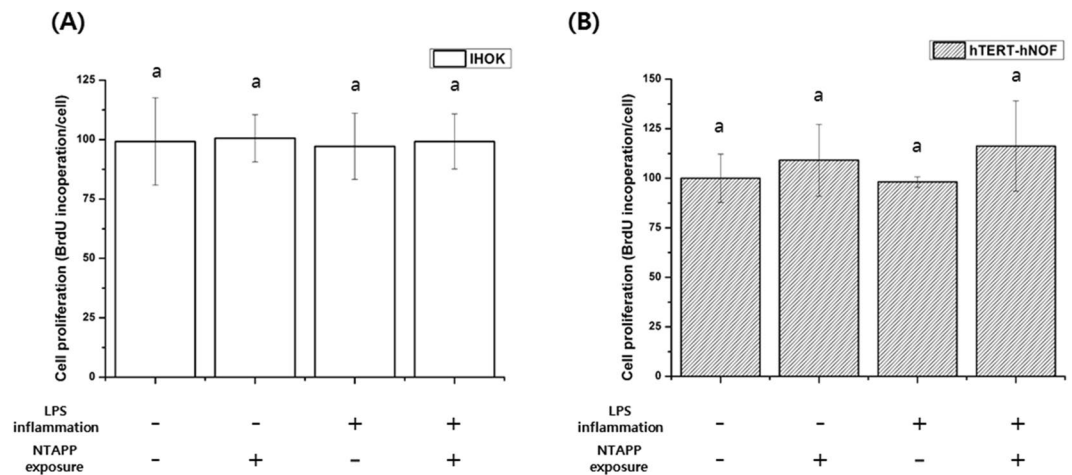 (A)
IHOK
a a a a
Cell proliferation (BrdU incoperation/cell)
125
100
75
50
25
0
LPS
inflammation - - + +
NTAPP
exposure - + - +
(B)
hTERT-hNOF
a a a a
Cell proliferation (BrdU incoperation/cell)
150
125
100
75
50
25
0
LPS
inflammation - - + +
NTAPP
exposure - + - +